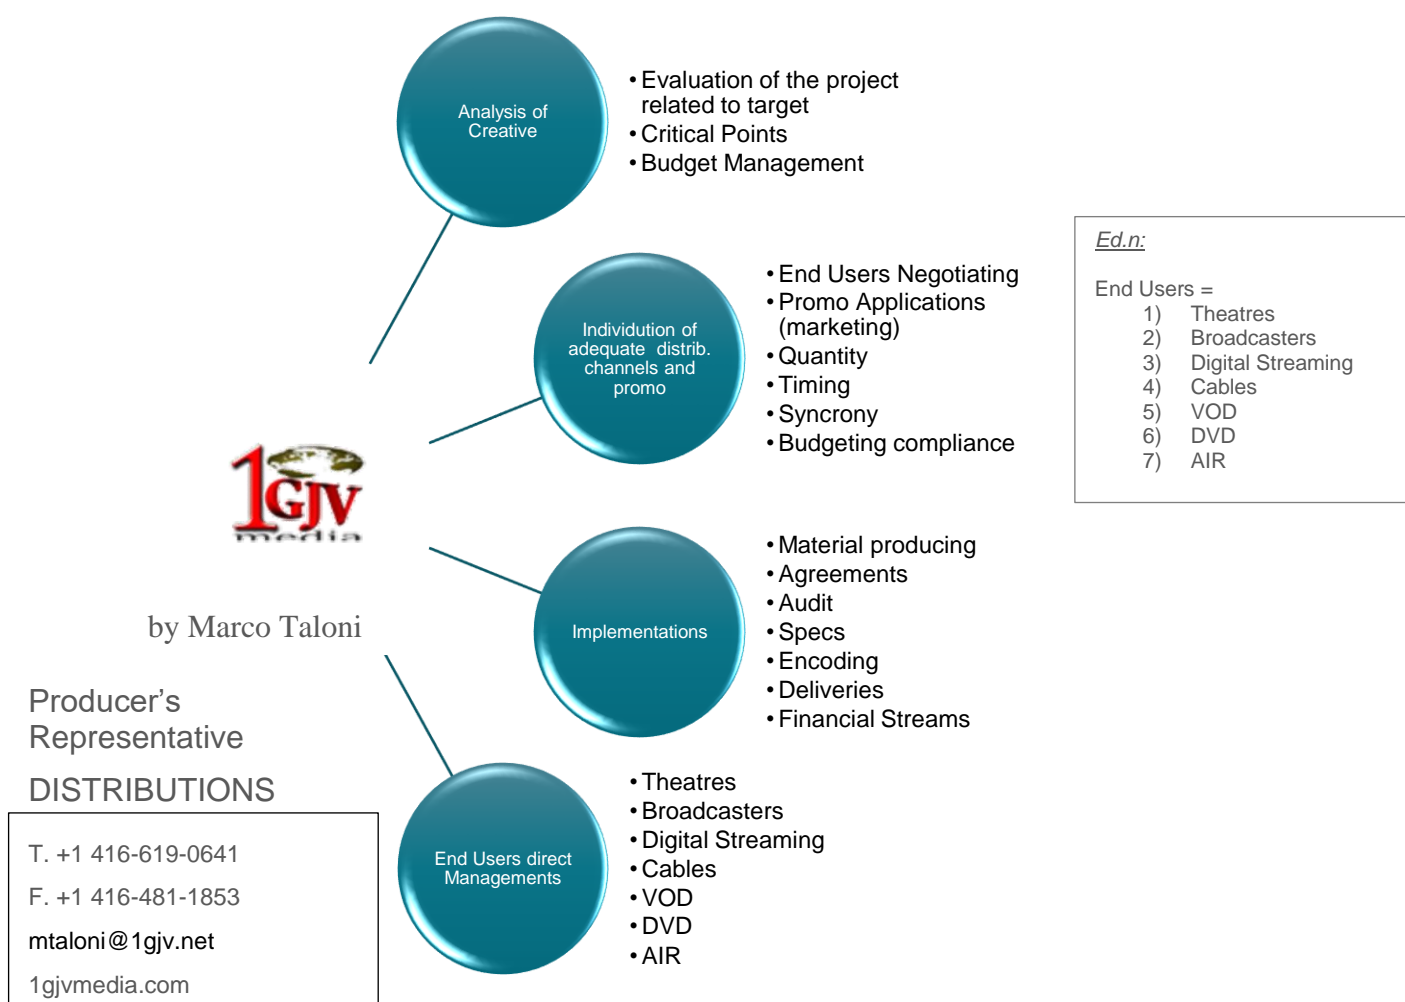 Analysis of
Creative
• Evaluation of the project
related to target
• Critical Points
• Budget Management
Individution of
adequate distrib.
channels and
promo
• End Users Negotiating
• Promo Applications
(marketing)
• Quantity
• Timing
• Syncrony
• Budgeting compliance
Ed.n:
End Users =
1) Theatres
2) Broadcasters
3) Digital Streaming
4) Cables
5) VOD
6) DVD
7) AIR
1GJV
media
by Marco Taloni
Implementations
• Material producing
• Agreements
• Audit
• Specs
• Encoding
• Deliveries
• Financial Streams
Producer’s
Representative
DISTRIBUTIONS
T. +1 416-619-0641
F. +1 416-481-1853
mtaloni@1gjv.net
1gjvmedia.com
End Users direct
Managements
• Theatres
• Broadcasters
• Digital Streaming
• Cables
• VOD
• DVD
• AIR